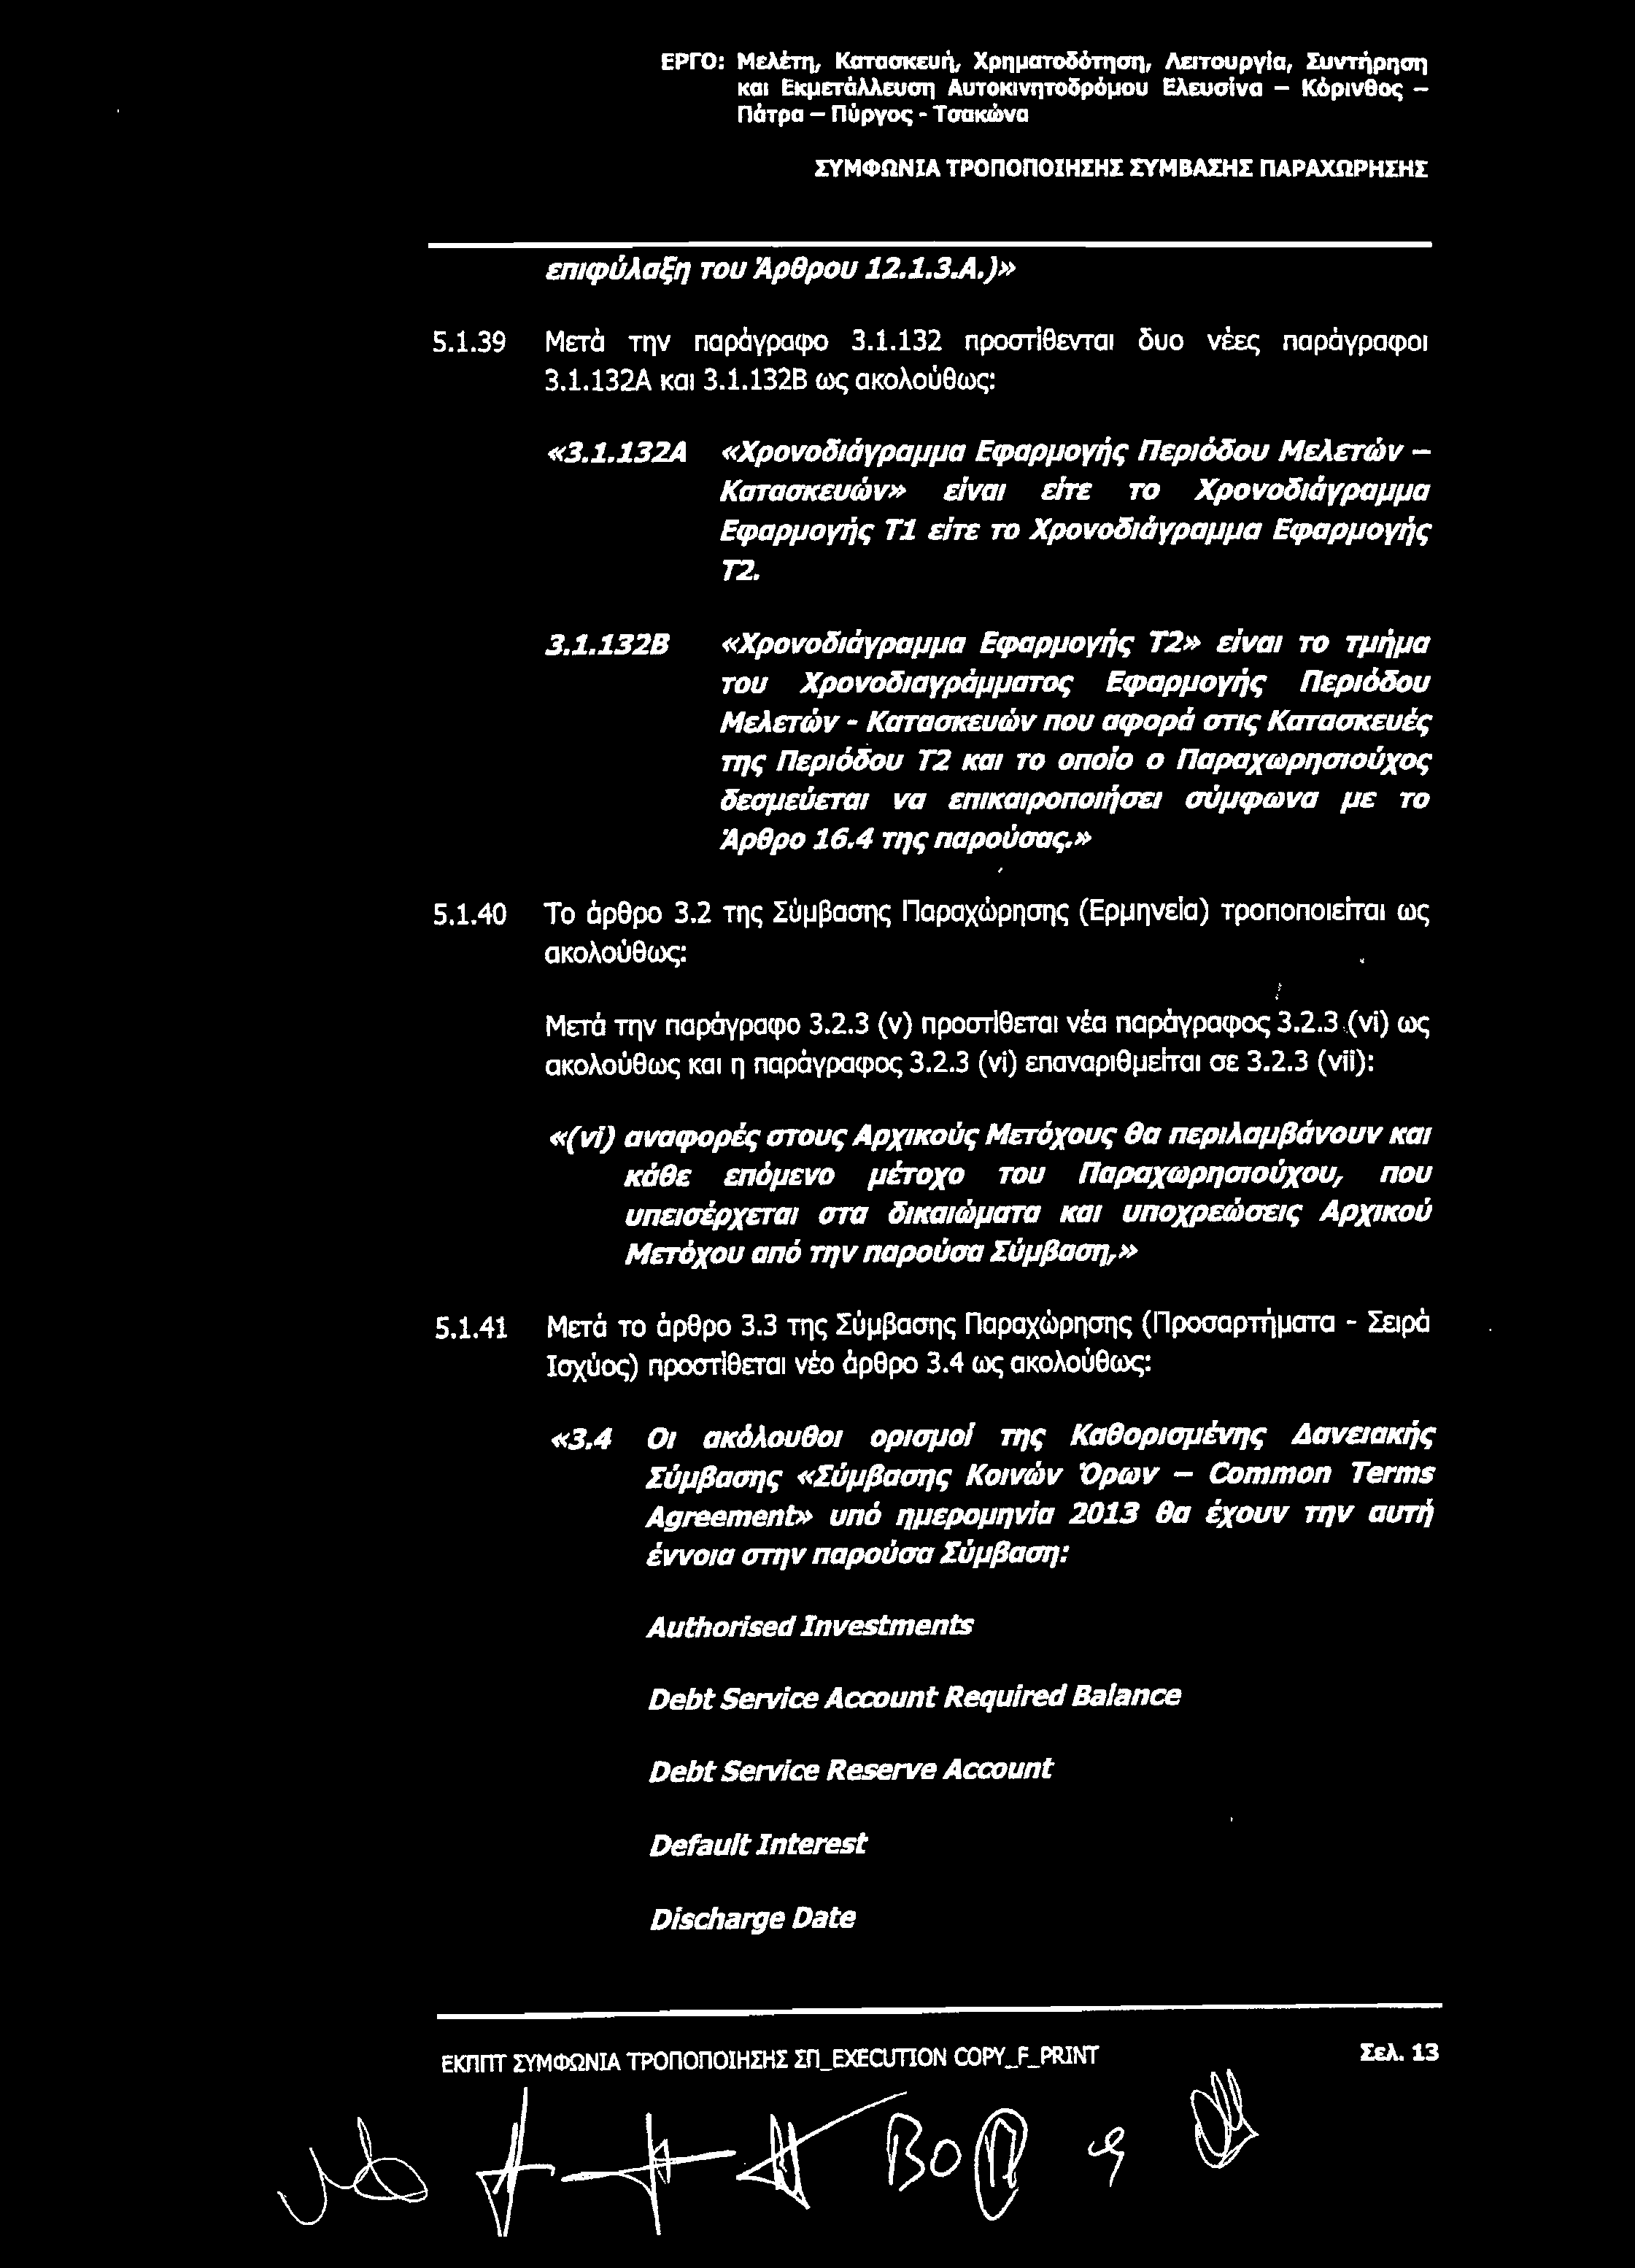 ΕΡΓΟ: Μελέτη, Κατασκευή, Χρηματοδότηση, Λειτουργία, Συντήρηση
και Εκμετάλλευση Αυτοκινητοδρόμου Ελευσίνα – Κόρινθος –
Πάτρα – Πύργος - Τσακώνα
ΣΥΜΦΩΝΙΑ ΤΡΟΠΟΠΟΙΗΣΗΣ ΣΥΜΒΑΣΗΣ ΠΑΡΑΧΩΡΗΣΗΣ
επιφύλαξη του Άρθρου 12.1.3.Α.)»
5.1.39 Μετά την παράγραφο 3.1.132 προστίθενται δυο νέες παράγραφοι
3.1.132Α και 3.1.132Β ως ακολούθως:
«3.1.132Α «Χρονοδιάγραμμα Εφαρμογής Περιόδου Μελετών –
Κατασκευών» είναι είτε το Χρονοδιάγραμμα
Εφαρμογής Τ1 είτε το Χρονοδιάγραμμα Εφαρμογής
Τ2.
3.1.132Β «Χρονοδιάγραμμα Εφαρμογής Τ2» είναι το τμήμα
του Χρονοδιαγράμματος Εφαρμογής Περιόδου
Μελετών - Κατασκευών που αφορά στις Κατασκευές
της Περιόδου Τ2 και το οποίο ο Παραχωρησιούχος
δεσμεύεται να επικαιροποιήσει σύμφωνα με το
Άρθρο 16.4 της παρούσας.»
5.1.40 Το άρθρο 3.2 της Σύμβασης Παραχώρησης (Ερμηνεία) τροποποιείται ως
ακολούθως:
Μετά την παράγραφο 3.2.3 (v) προστίθεται νέα παράγραφος 3.2.3 (vi) ως
ακολούθως και η παράγραφος 3.2.3 (vi) επαναριθμείται σε 3.2.3 (vii):
«(vi) αναφορές στους Αρχικούς Μετόχους θα περιλαμβάνουν και
κάθε επόμενο μέτοχο του Παραχωρησιούχου, που
υπεισέρχεται στα δικαιώματα και υποχρεώσεις Αρχικού
Μετόχου από την παρούσα Σύμβαση,»
5.1.41 Μετά το άρθρο 3.3 της Σύμβασης Παραχώρησης (Προσαρτήματα - Σειρά
Ισχύος) προστίθεται νέο άρθρο 3.4 ως ακολούθως:
«3.4 Οι ακόλουθοι ορισμοί της Καθορισμένης Δανειακής
Σύμβασης «Σύμβασης Κοινών Όρων – Common Terms
Agreement» υπό ημερομηνία 2013 θα έχουν την αυτή
έννοια στην παρούσα Σύμβαση:
Authorised Investments
Debt Service Account Required Balance
Debt Service Reserve Account
Default Interest
Discharge Date
ΕΚΠΠΤ ΣΥΜΦΩΝΙΑ ΤΡΟΠΟΠΟΙΗΣΗΣ ΣΠ_EXECUTION COPY_F_PRINT Σελ. 13